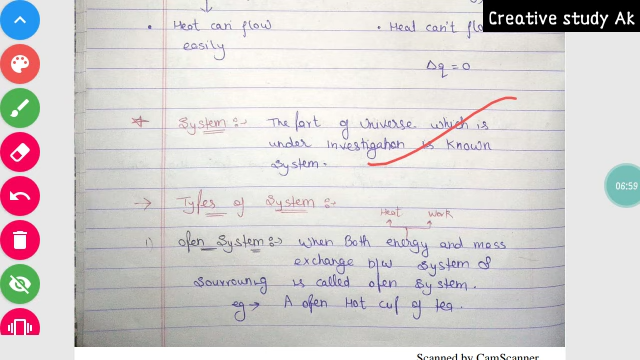 Creative study Ak
• Heat can flow
easily
• Heat can't
Δq = 0
06:59
* System :- The part of universe which is
under investigation is known
system.
→ Types of System :-
Heat Work
1) open system :-> when Both energy and mass
exchange b/w system &
sourrouning is called open system.
eg → A open Hot cup of tea.
Scanned by CamScanner